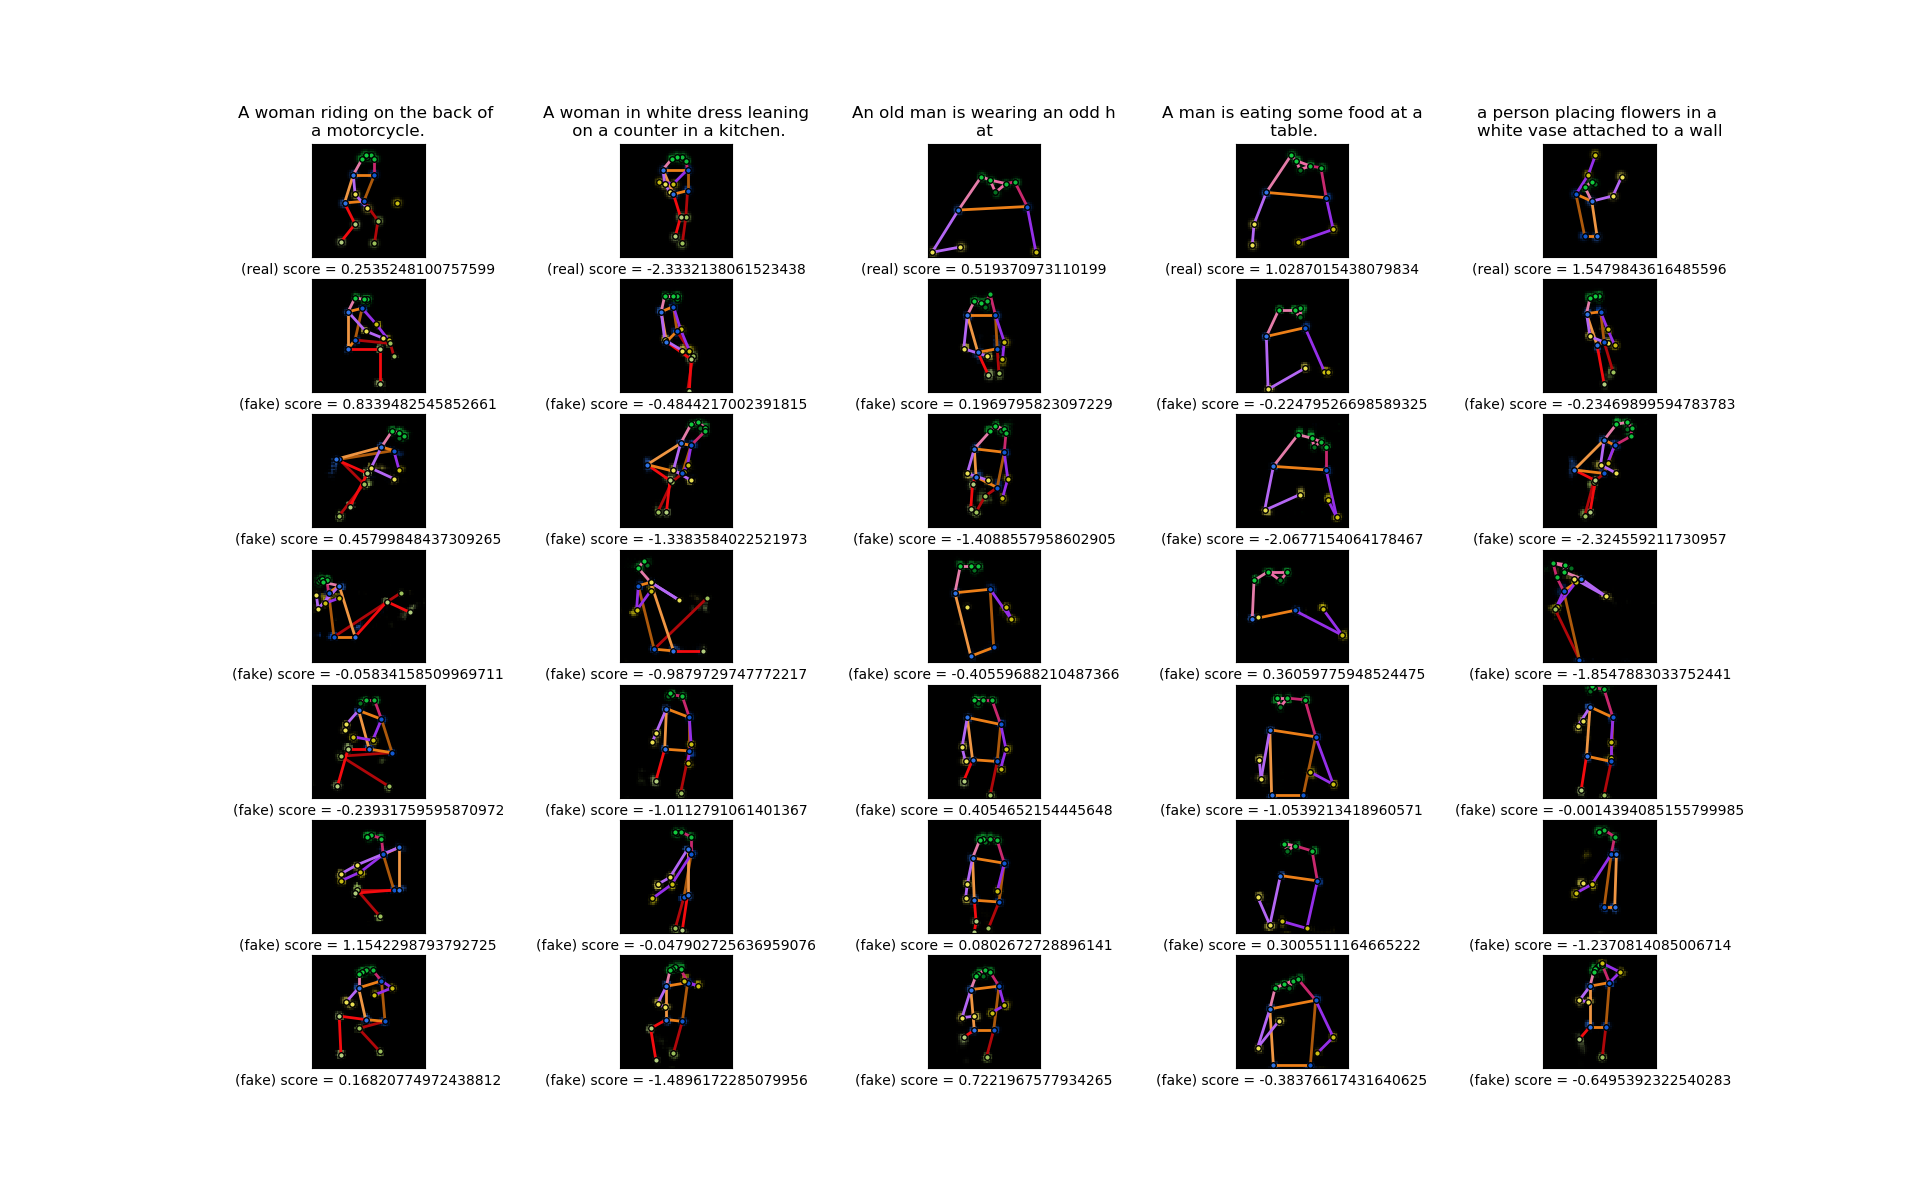 A woman riding on the back of
a motorcycle.
A woman in white dress leaning
on a counter in a kitchen.
An old man is wearing an odd h
at
A man is eating some food at a
table.
a person placing flowers in a
white vase attached to a wall
(real) score = 0.2535248100757599
(real) score = -2.3332138061523438
(real) score = 0.519370973110199
(real) score = 1.0287015438079834
(real) score = 1.5479843616485596
(fake) score = 0.8339482545852661
(fake) score = -0.4844217002391815
(fake) score = 0.1969795823097229
(fake) score = -0.22479526698589325
(fake) score = -0.23469899594783783
(fake) score = 0.45799848437309265
(fake) score = -1.3383584022521973
(fake) score = -1.4088557958602905
(fake) score = -2.0677154064178467
(fake) score = -2.324559211730957
(fake) score = -0.05834158509969711
(fake) score = -0.9879729747772217
(fake) score = -0.40559688210487366
(fake) score = 0.36059775948524475
(fake) score = -1.8547883033752441
(fake) score = -0.23931759595870972
(fake) score = -1.0112791061401367
(fake) score = 0.4054652154445648
(fake) score = -1.0539213418960571
(fake) score = -0.0014394085155799985
(fake) score = 1.1542298793792725
(fake) score = -0.047902725636959076
(fake) score = 0.0802672728896141
(fake) score = 0.3005511164665222
(fake) score = -1.2370814085006714
(fake) score = 0.16820774972438812
(fake) score = -1.4896172285079956
(fake) score = 0.7221967577934265
(fake) score = -0.38376617431640625
(fake) score = -0.6495392322540283